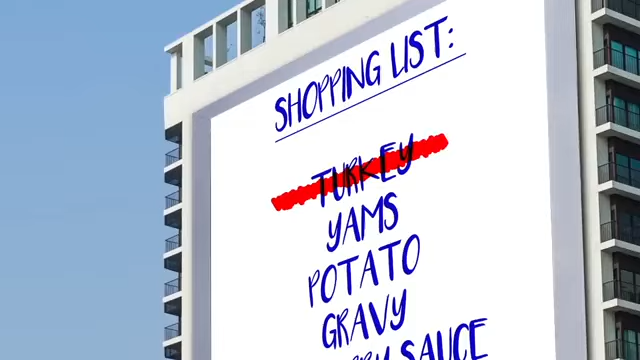 SHOPPING LIST:
TURKEY
YAMS
POTATO
GRAVY
SAUCE